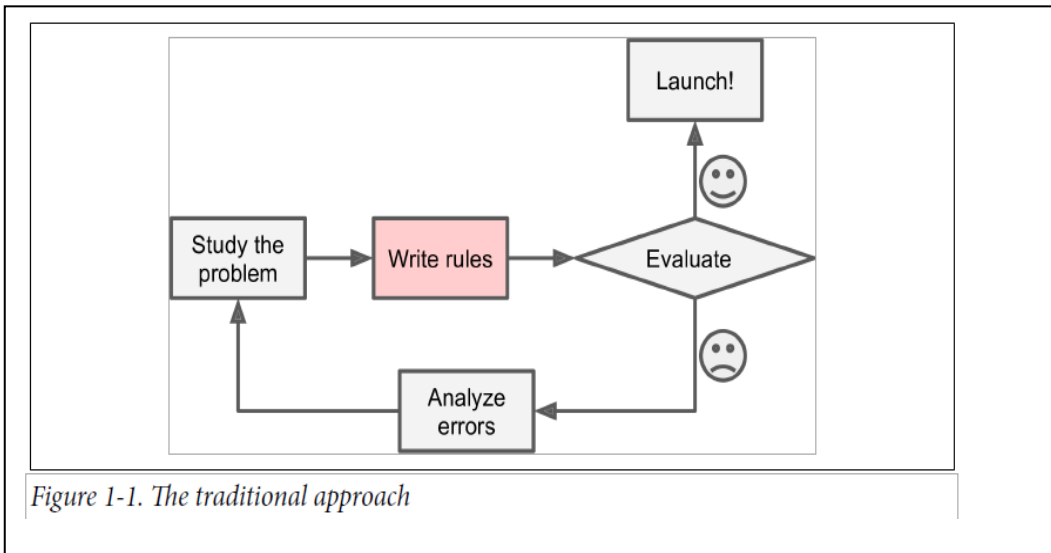 Launch!
Study the
problem
Write rules
Evaluate
Analyze
errors
Figure 1-1. The traditional approach